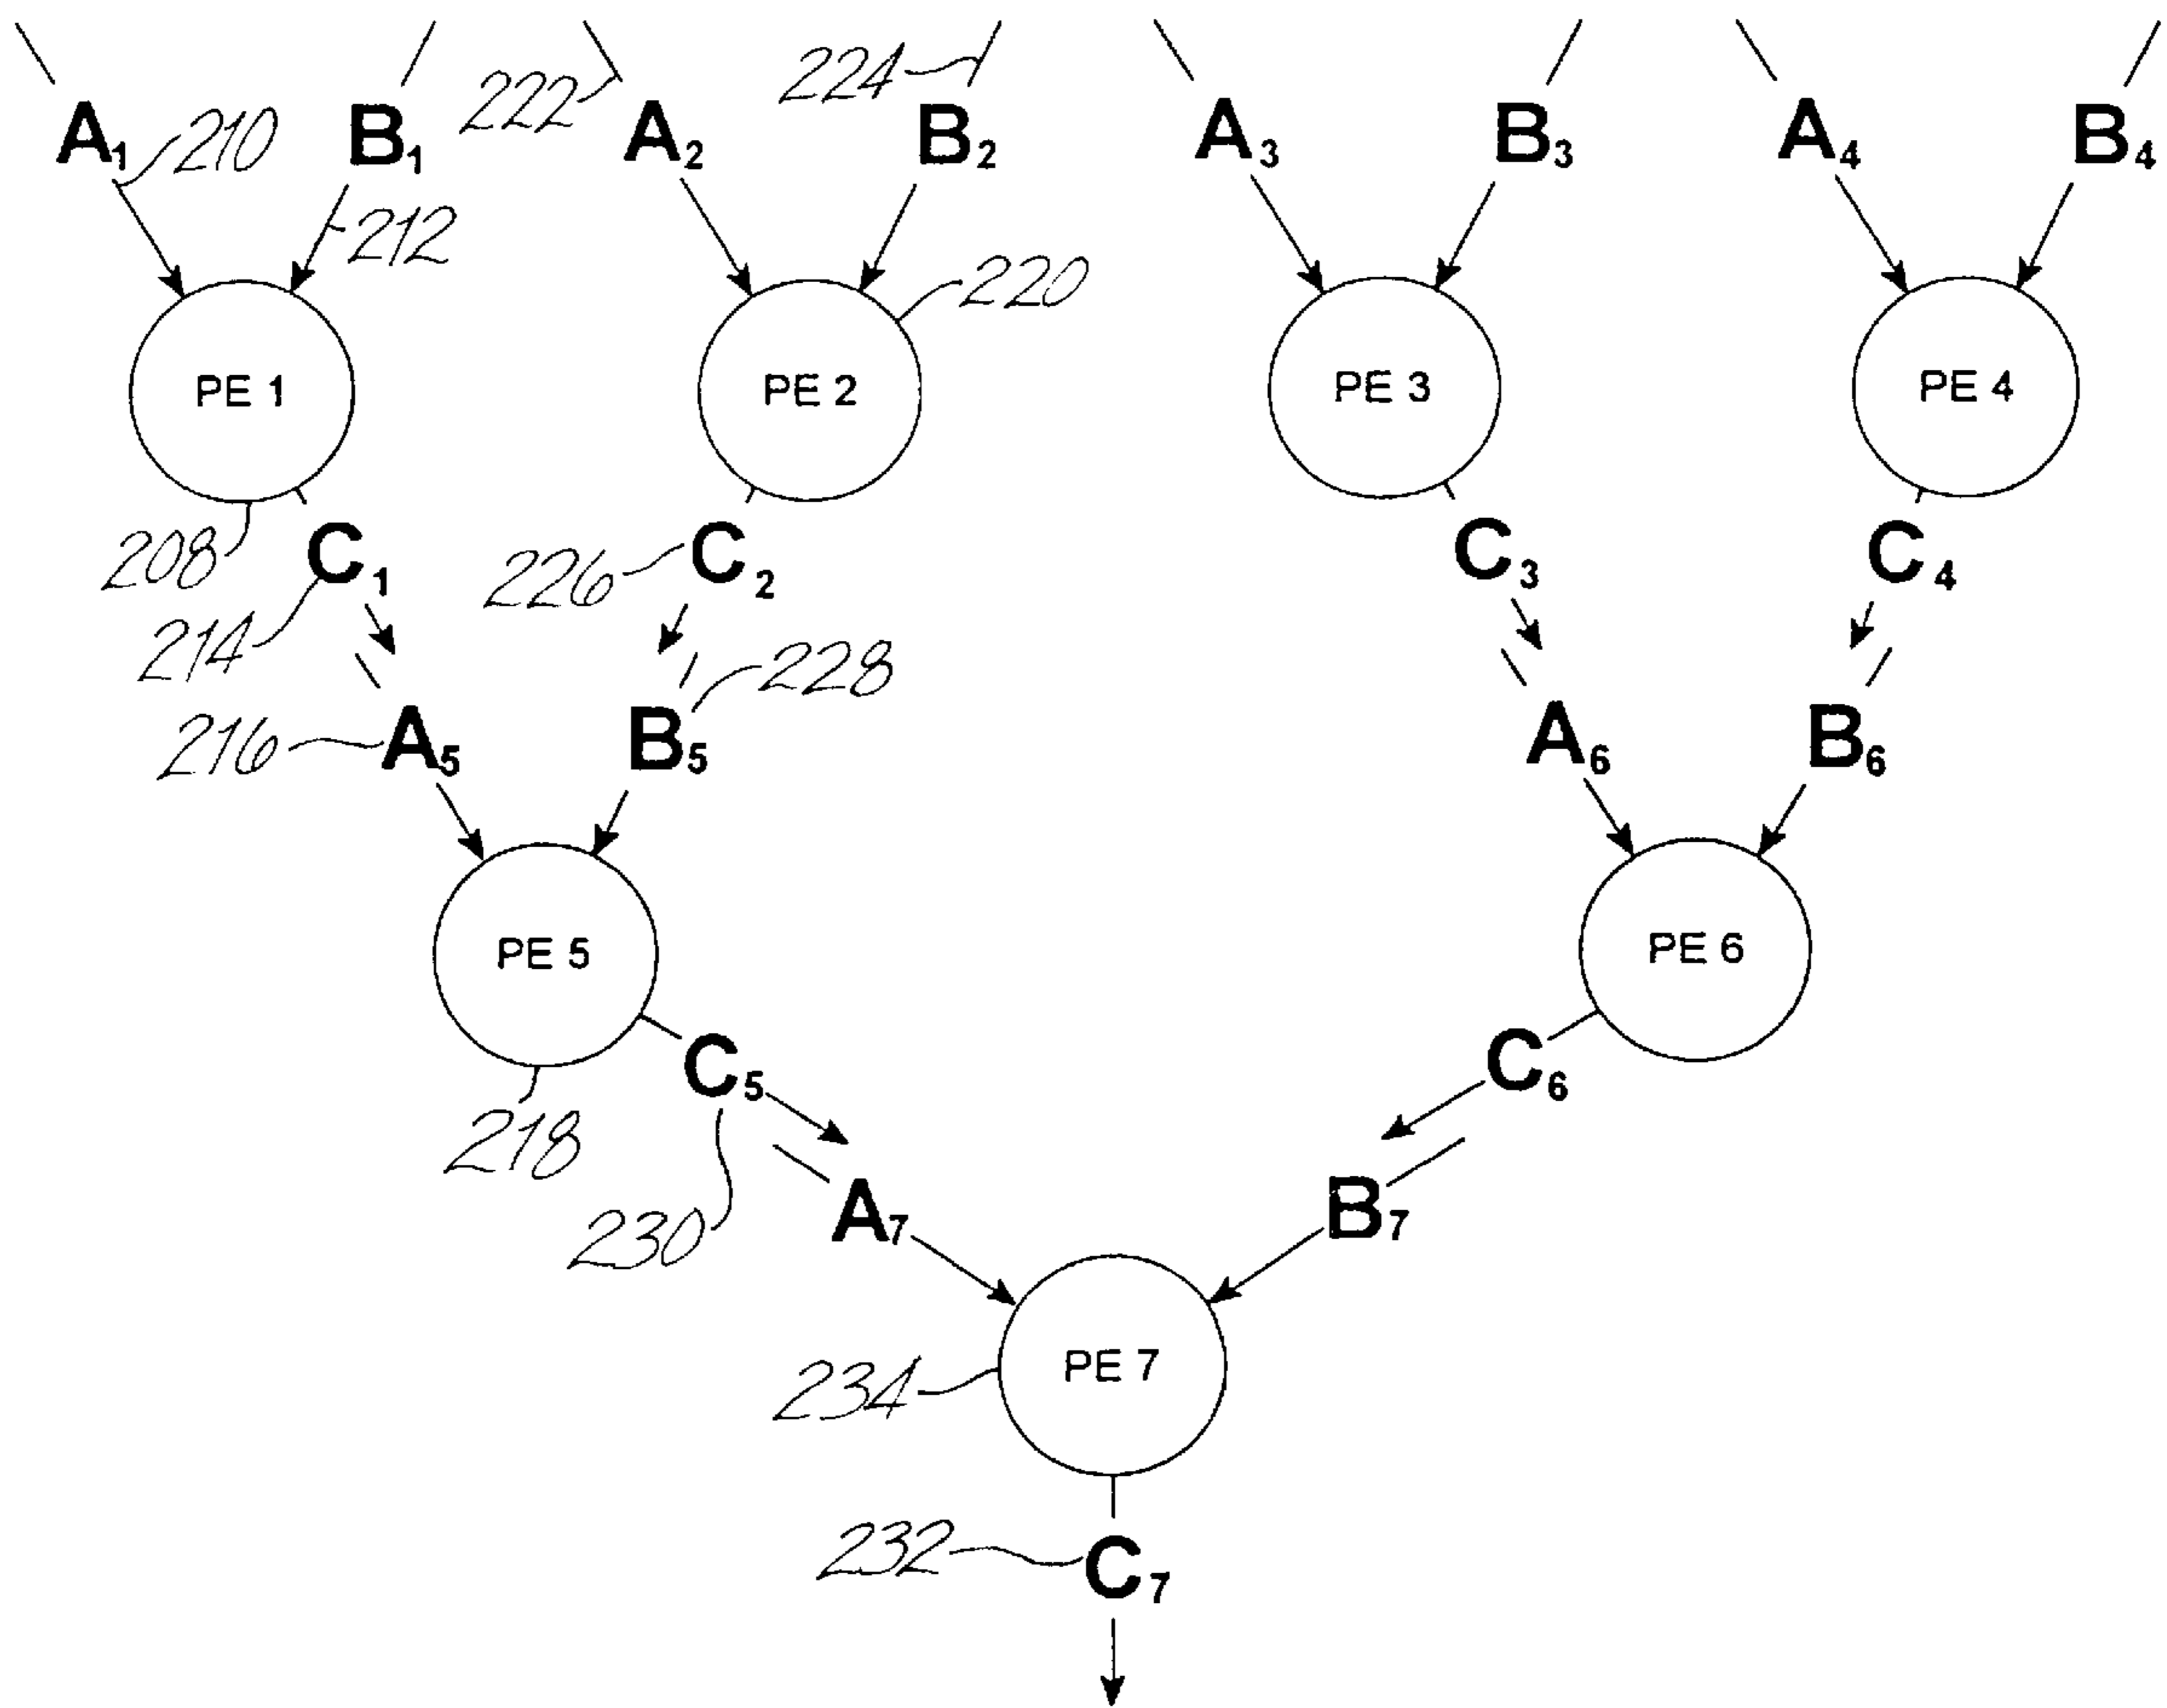 222 224
A1 210 B1 A2 B2 A3 B3 A4 B4
212
220
PE 1 PE 2 PE 3 PE 4
208 C1 226 C2 C3 C4
214 228
216 A5 B5 A6 B6
PE 5 PE 6
C5 C6
218
230 A7 B7
234 PE 7
232 C7